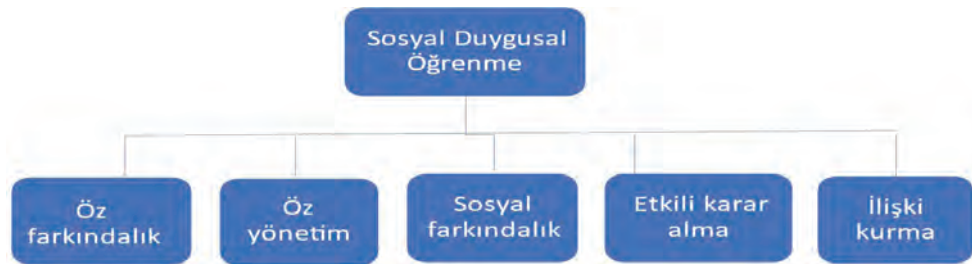 Sosyal Duygusal
Öğrenme
Öz
farkındalık
Öz
yönetim
Sosyal
farkındalık
Etkili karar
alma
İlişki
kurma